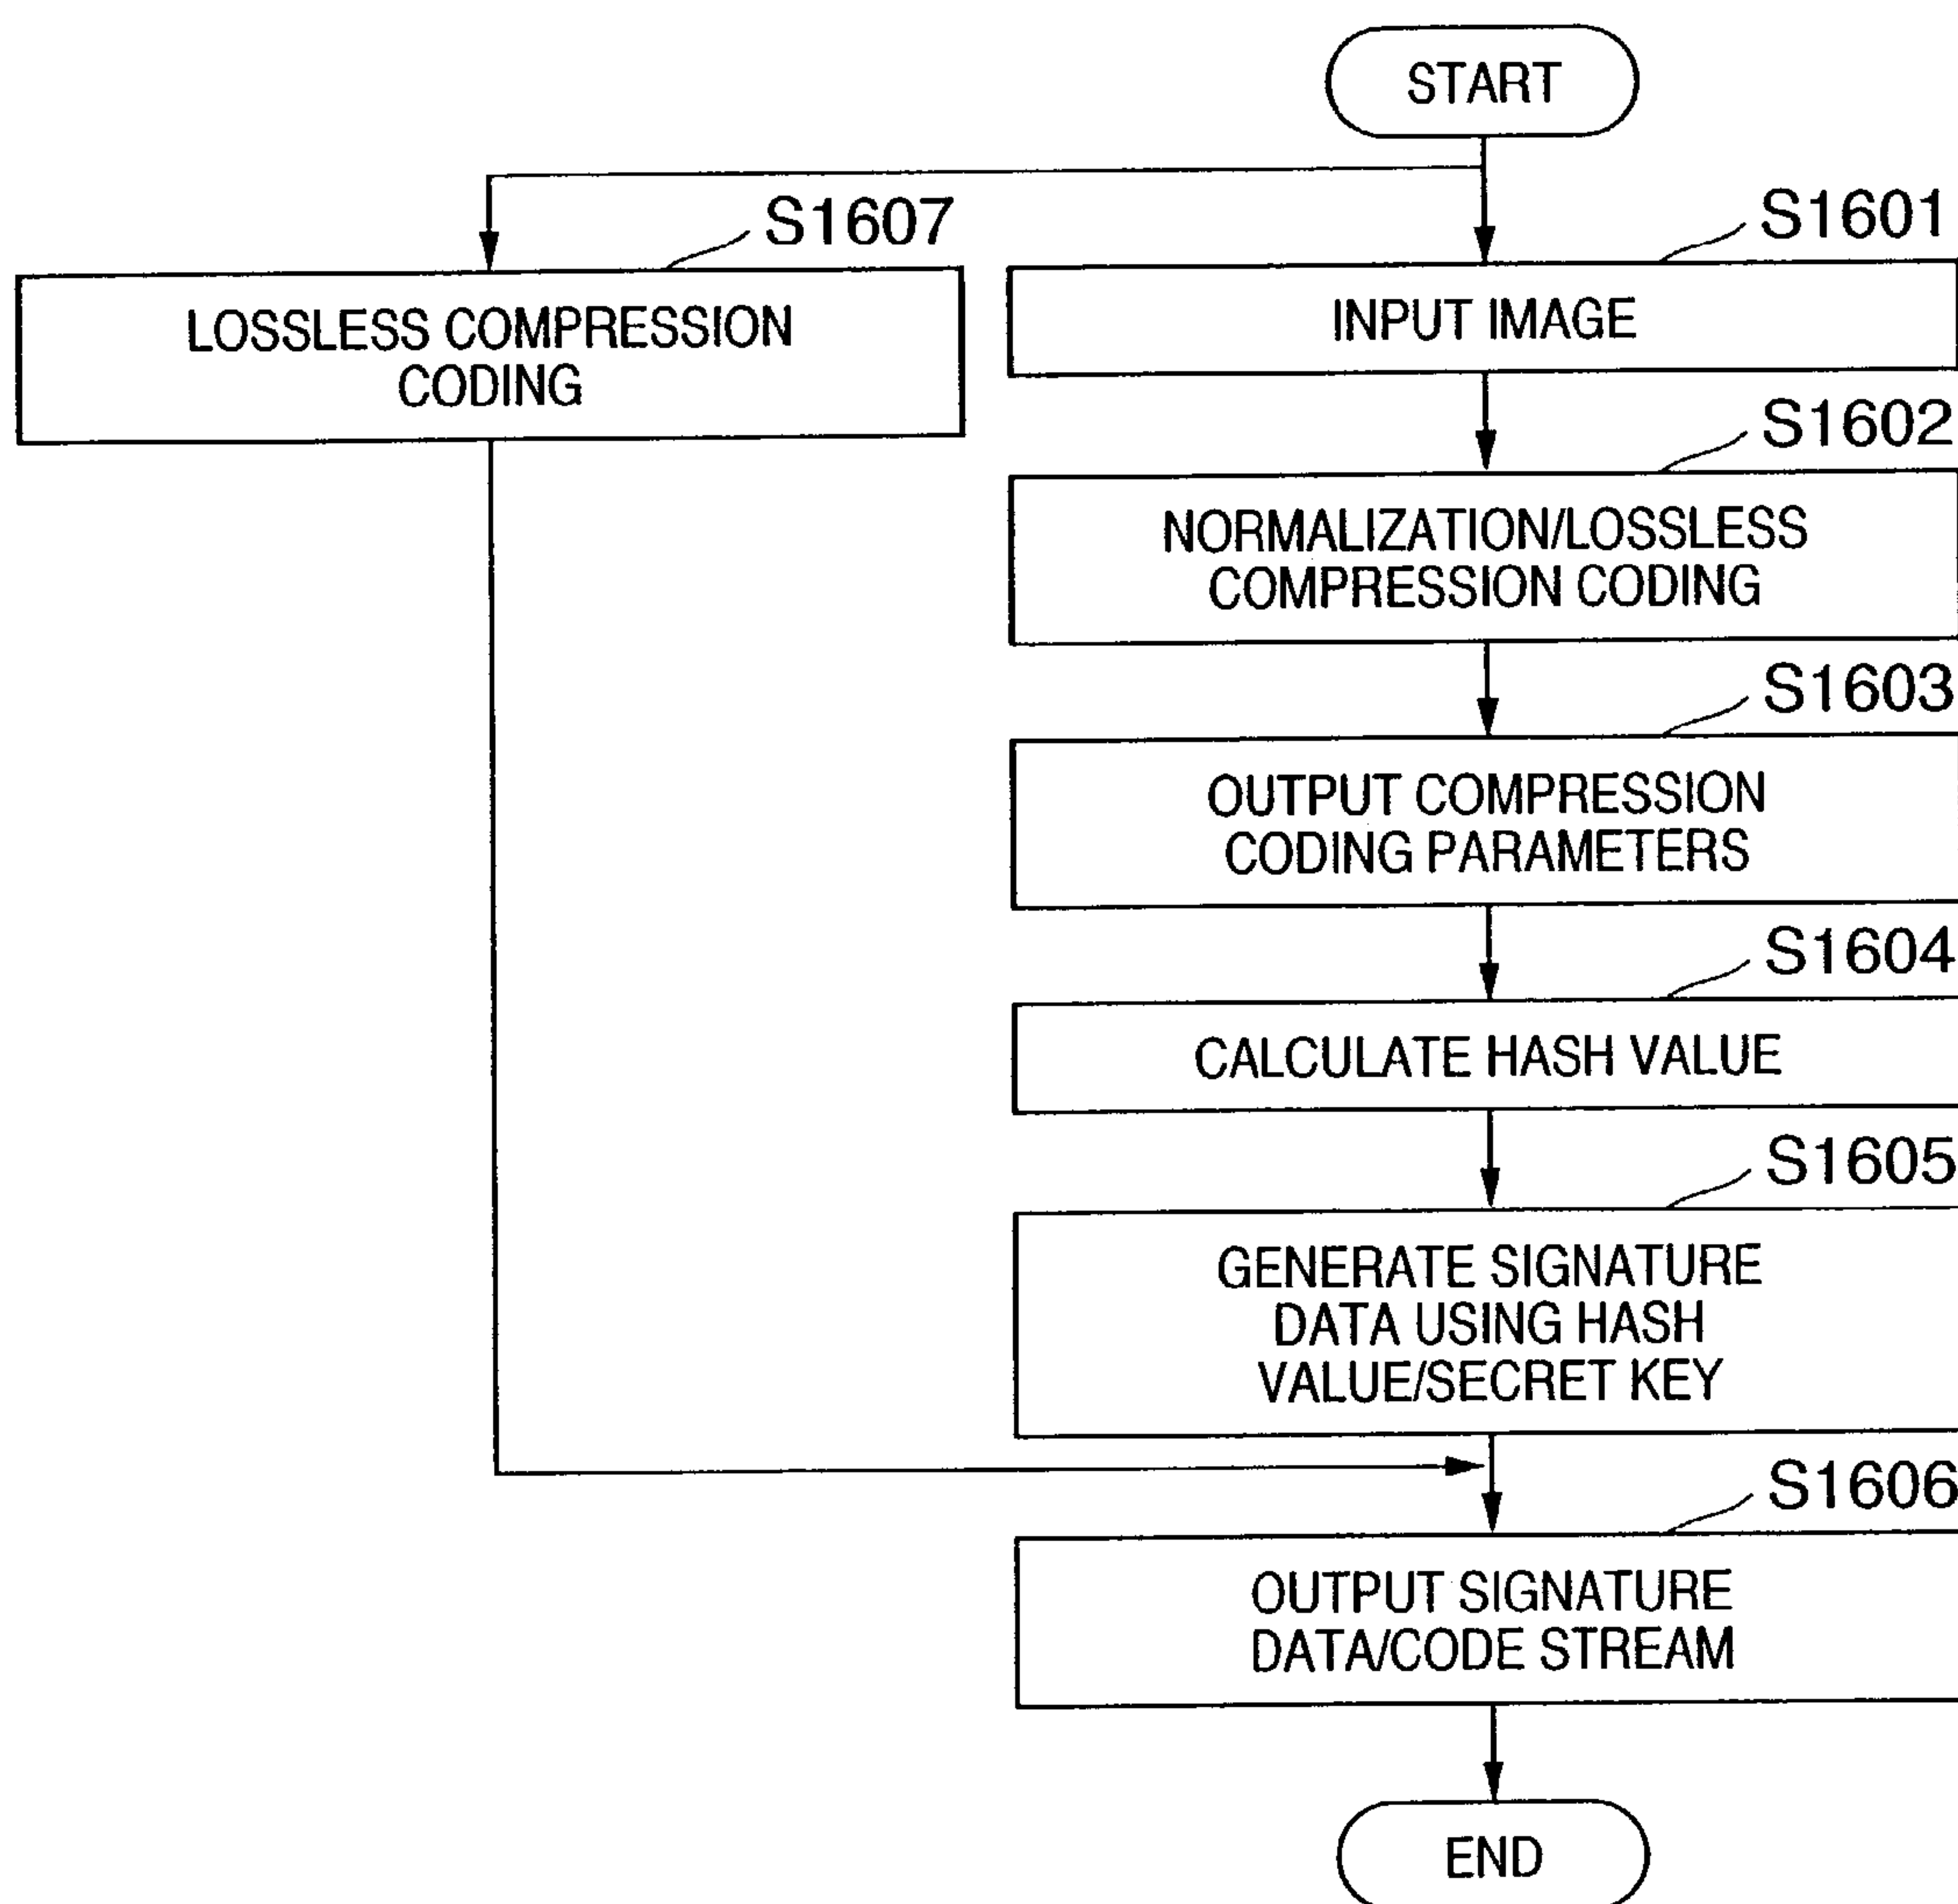 START
S1607
LOSSLESS COMPRESSION
CODING
S1601
INPUT IMAGE
S1602
NORMALIZATION/LOSSLESS
COMPRESSION CODING
S1603
OUTPUT COMPRESSION
CODING PARAMETERS
S1604
CALCULATE HASH VALUE
S1605
GENERATE SIGNATURE
DATA USING HASH
VALUE/SECRET KEY
S1606
OUTPUT SIGNATURE
DATA/CODE STREAM
END